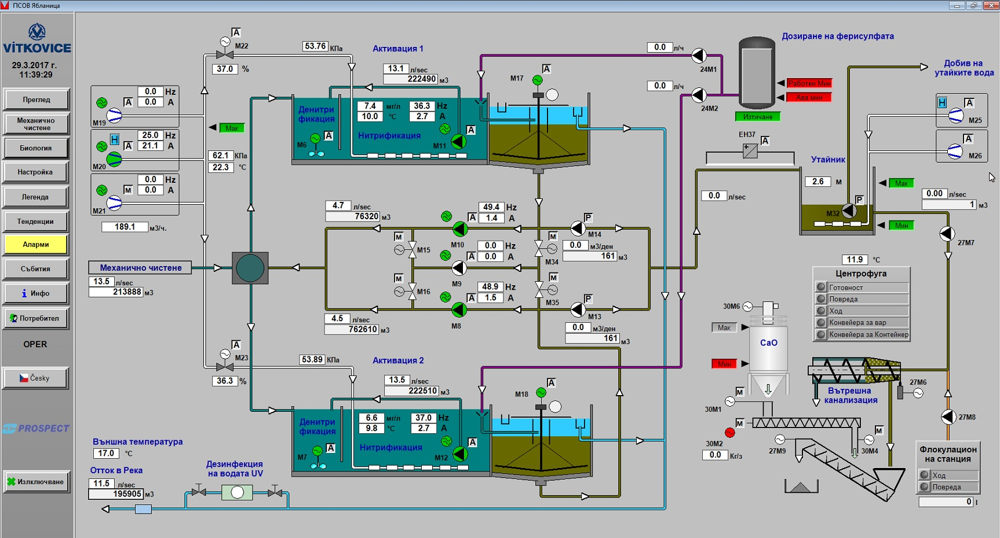 ПСОВ Ябланица
VÍTKOVICE
29.3.2017 г.
11:39:29
Преглед
Механично
чистене
Биология
Настройка
Легенда
Тенденции
Аларми
Събития
i Инфо
Потребител
OPER
Česky
PROSPECT
Излключване
A
M22
37.0 %
53.76 КПа
Активация 1
13.1 л/sec
222490 м3
0.0 Hz
A 0.0 A
M19
H 25.0 Hz
A 21.1 A
M20
0.0 Hz
M 0.0 A
M21
189.1 м3/ч.
Мак
62.1 КПа
22.3 °C
Денитри
фикация
M6
A
7.4 мг/л
10.0 °C
36.3 Hz
2.7 A
Нитрификация
M11
A
M17
A
0.0 л/ч
24M1
0.0 л/ч
24M2
Дозиране на ферисулфата
Работен Мин
Ава мин
Изтичане
Добив на
утайките вода
H A
M25
A
M26
EH37
A
Утайник
2.6 м
P
M32
Мак
Мин
0.0 л/sec
0.00 л/sec
1 м3
27M7
4.7 л/sec
76320 м3
49.4 Hz
A 1.4 A
M10
P
M14
M
M15
0.0 Hz
A 0.0 A
M9
M
M34
0.0 м3/ден
161 м3
M
M16
48.9 Hz
A 1.5 A
M8
M
M35
P
M13
4.5 л/sec
762610 м3
0.0 м3/ден
161 м3
Механично чистене
13.5 л/sec
213888 м3
11.9 °C
Центрофуга
Готовност
Повреда
Ход
Конвейера за вар
Конвейера за Контейнер
30M6
Мак
CaO
Мин
A
M23
36.3 %
53.89 КПа
Активация 2
13.5 л/sec
222510 м3
Денитри
фикация
M7
A
6.6 мг/л
9.8 °C
37.0 Hz
2.7 A
Нитрификация
M12
A
M18
A
M
30M1
M
30M2
0.0 Кг/з
27M9
M
30M4
Вътрешна
канализация
27M6
27M8
Флокулацион
на станция
Ход
Повреда
0 l
Външна температура
17.0 °C
Отток в Река
11.5 л/sec
195905 м3
Дезинфекция
на водата UV